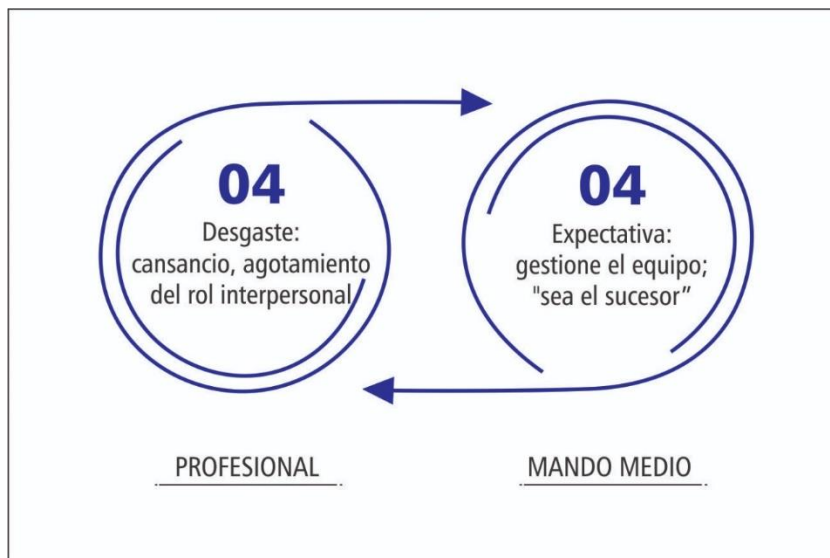 04
Desgaste:
cansancio, agotamiento
del rol interpersonal
04
Expectativa:
gestione el equipo;
"sea el sucesor”
PROFESIONAL
MANDO MEDIO